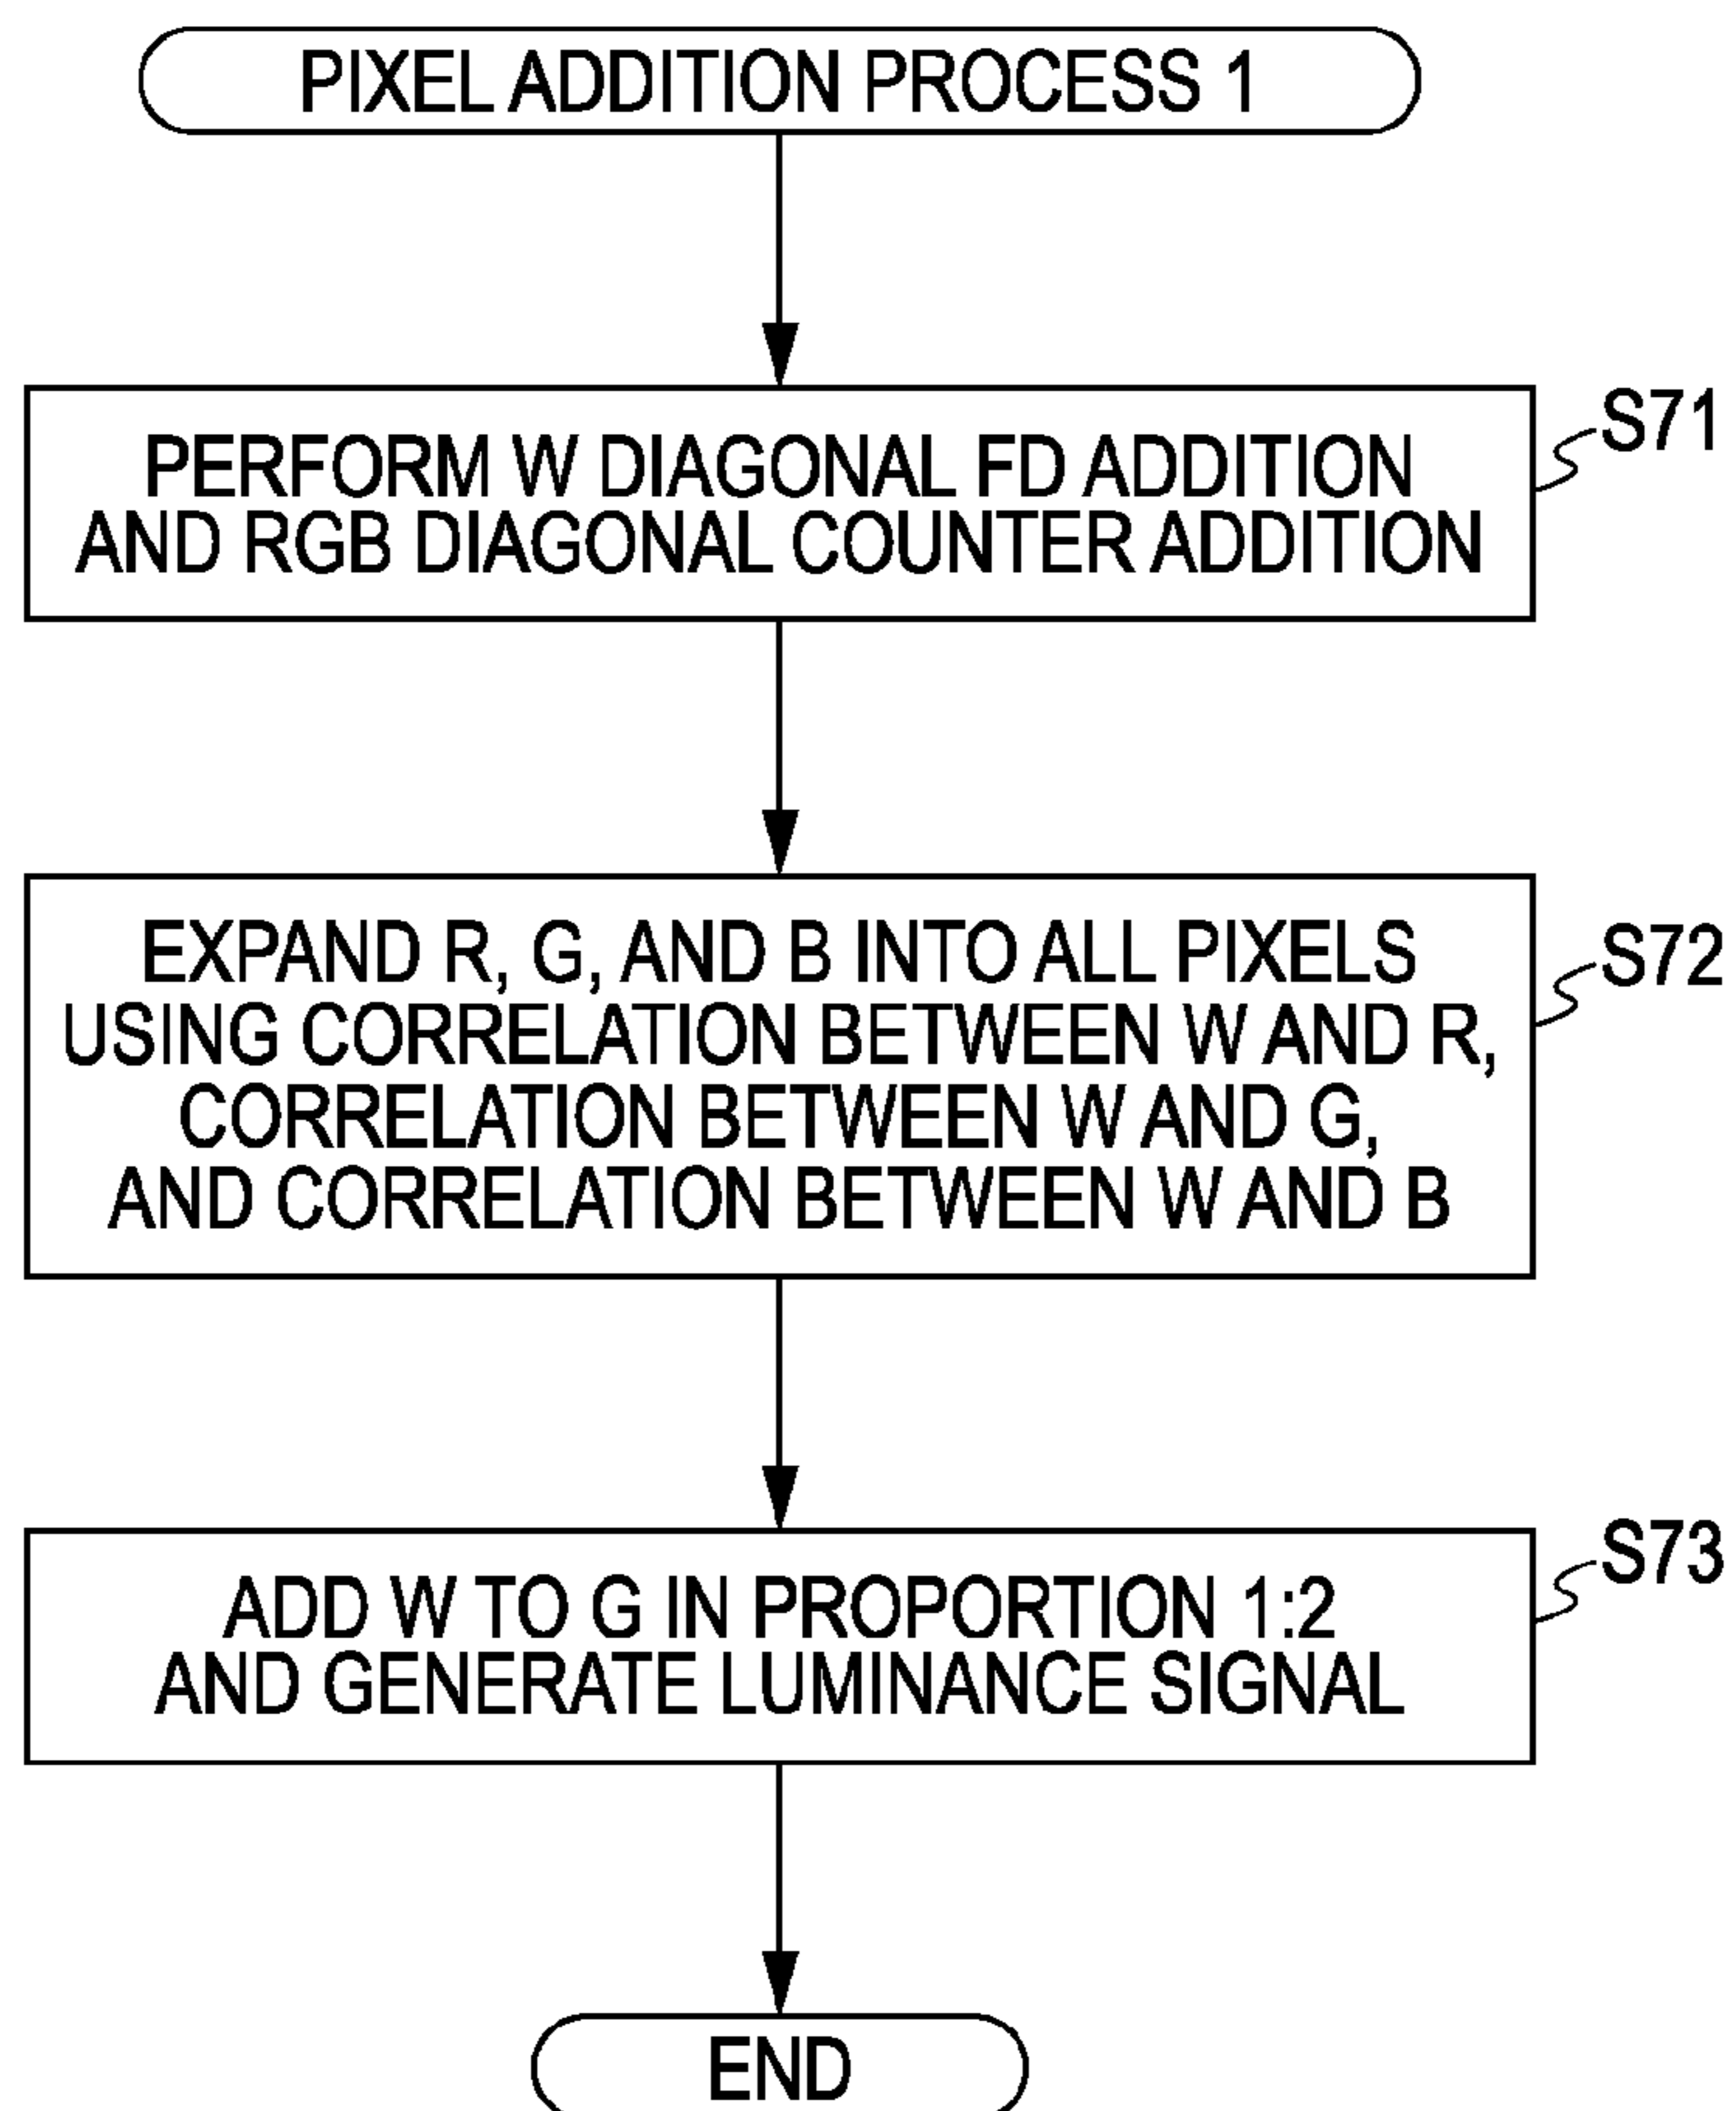 PIXEL ADDITION PROCESS 1
PERFORM W DIAGONAL FD ADDITION
AND RGB DIAGONAL COUNTER ADDITION
S71
EXPAND R, G, AND B INTO ALL PIXELS
USING CORRELATION BETWEEN W AND R,
CORRELATION BETWEEN W AND G,
AND CORRELATION BETWEEN W AND B
S72
ADD W TO G IN PROPORTION 1:2
AND GENERATE LUMINANCE SIGNAL
S73
END